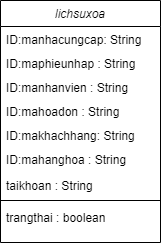 lichsuxoa
ID:manhacungcap: String
ID:maphieunhap : String
ID:manhanvien : String
ID:mahoadon : String
ID:makhachhang: String
ID:mahanghoa : String
taikhoan : String
trangthai : boolean